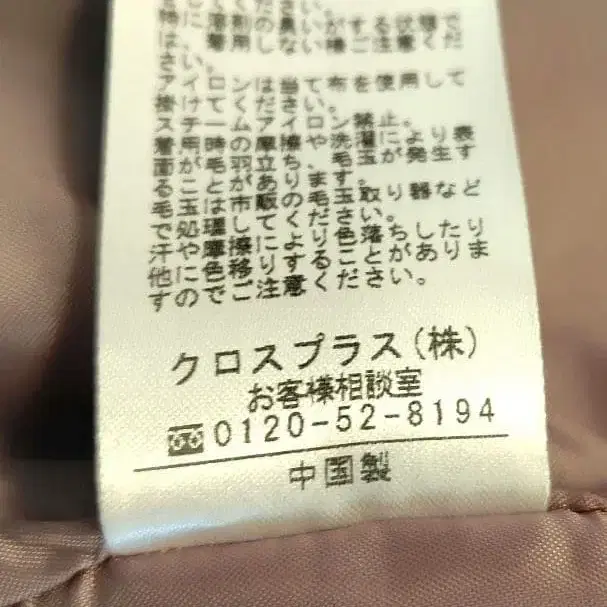 特に溶剤の臭いがする状態で
は、着用しない様ご注意くだ
さい。
アイロンは当て布を使用して
掛けてください。
スチームアイロン禁止。
着用時の摩擦や洗濯により表
面が毛羽立ち、毛玉が発生す
ることがあります。
毛玉は市販の毛玉取り器など
で処理してください。
汗や摩擦により色落ちしたり
他に色移りすることがありま
すのでご注意ください。
クロスプラス(株)
お客様相談室
0120-52-8194
中国製